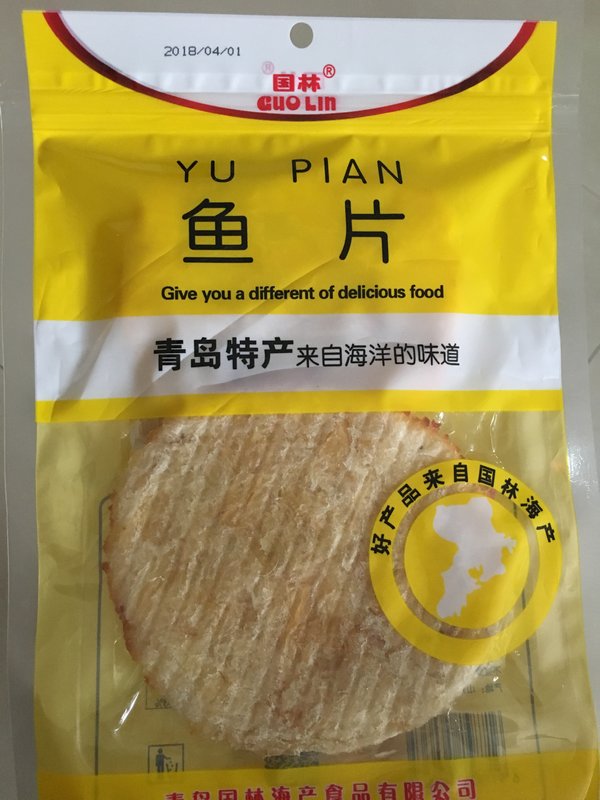 2018/04/01
国林®
GUO LIN
YU PIAN
鱼片
Give you a different of delicious food
青岛特产来自海洋的味道
好产品来自国林海产
青岛国林海产食品有限公司